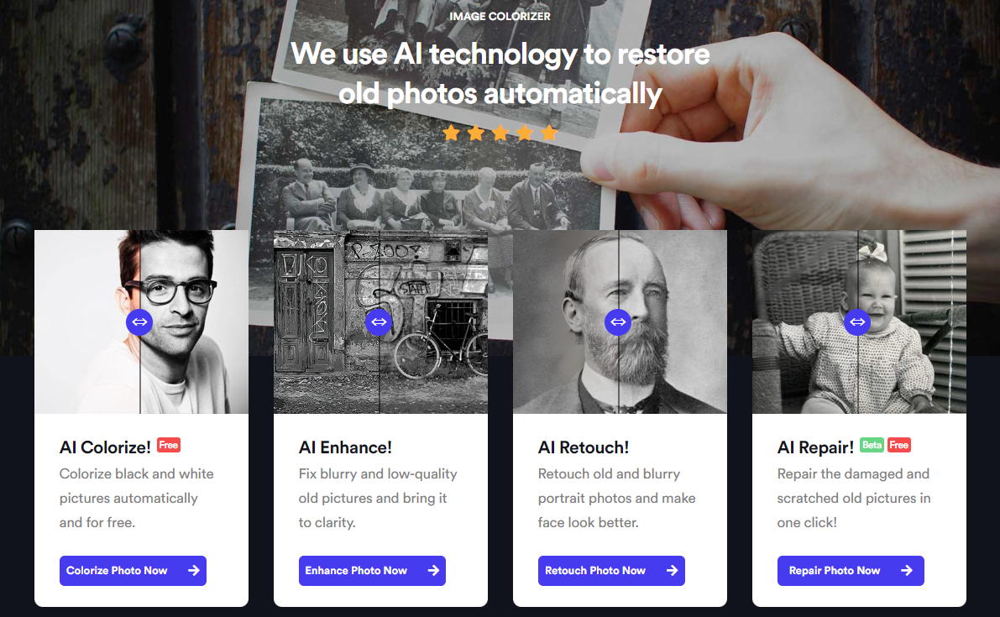 IMAGE COLORIZER
We use AI technology to restore
old photos automatically
AI Colorize! Free
Colorize black and white
pictures automatically
and for free.
Colorize Photo Now
AI Enhance!
Fix blurry and low-quality
old pictures and bring it
to clarity.
Enhance Photo Now
AI Retouch!
Retouch old and blurry
portrait photos and make
face look better.
Retouch Photo Now
AI Repair! Beta Free
Repair the damaged and
scratched old pictures in
one click!
Repair Photo Now